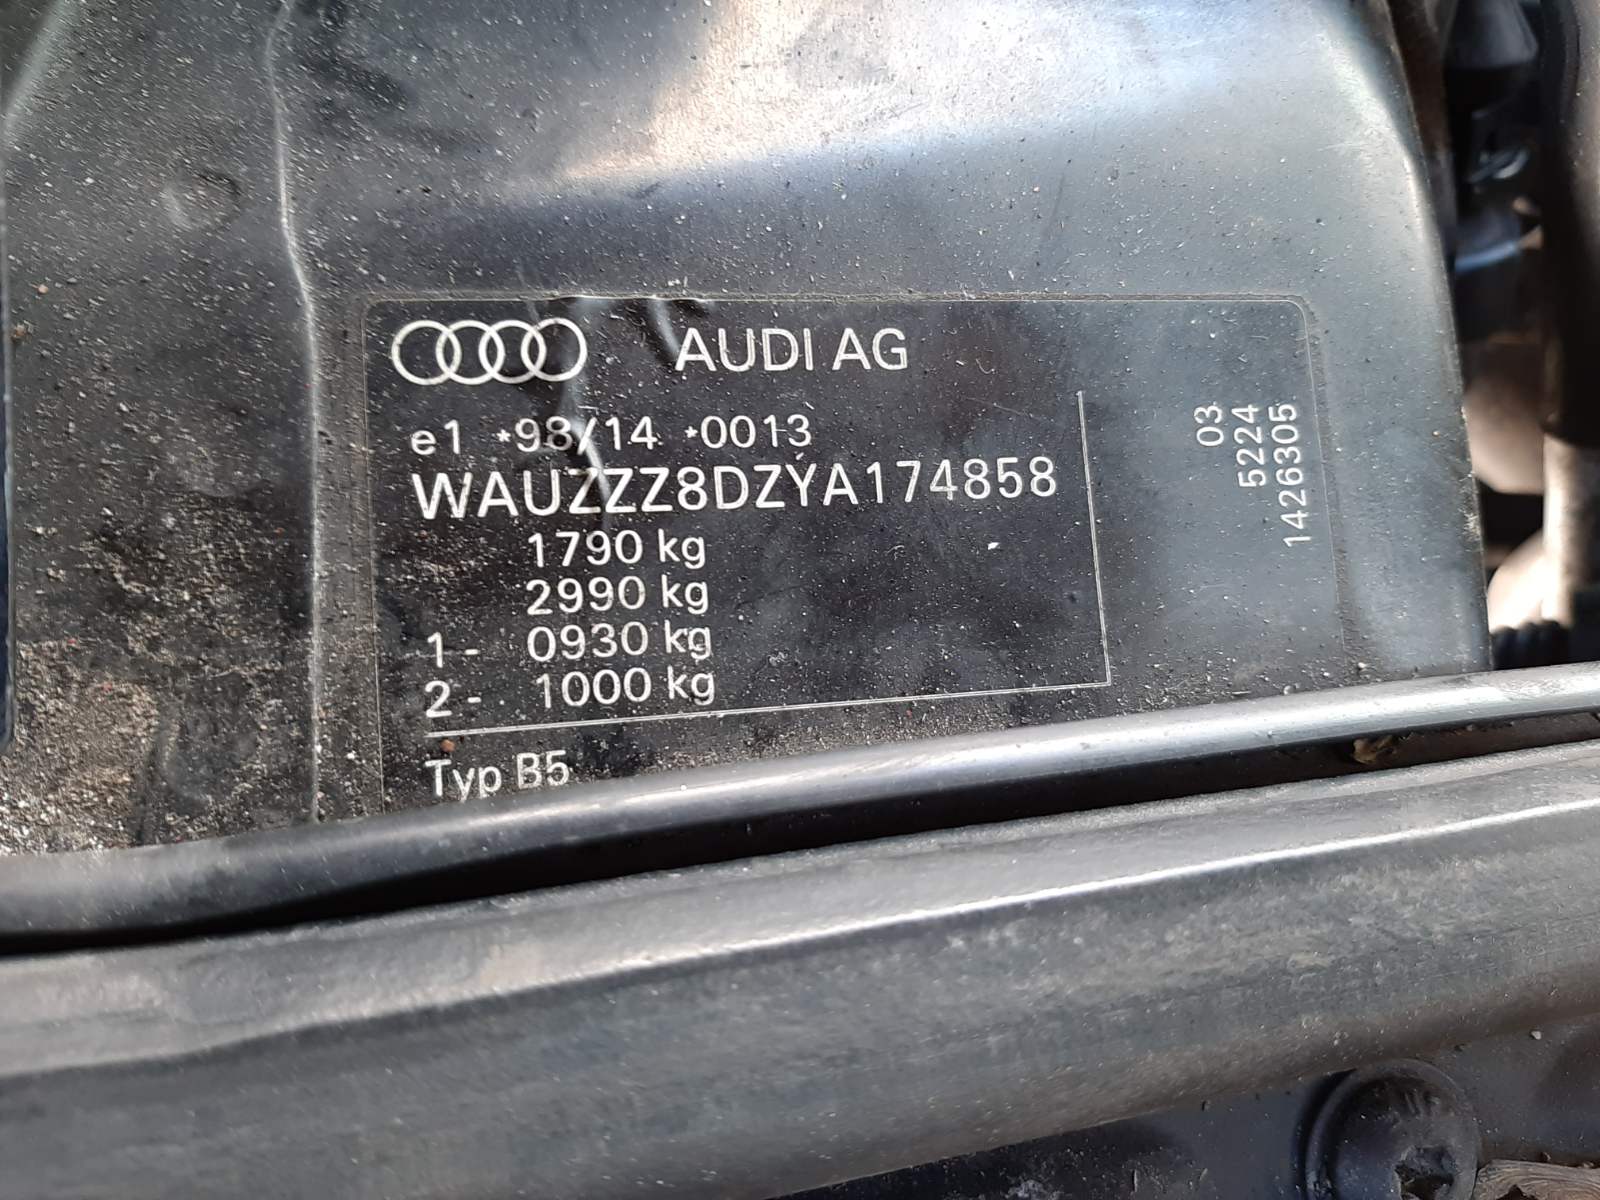 AUDI AG
e1 *98/14 *0013
WAUZZZ8DZYA174858
1790 kg
2990 kg
1- 0930 kg
2- 1000 kg
Typ B5
03
5224
1426305